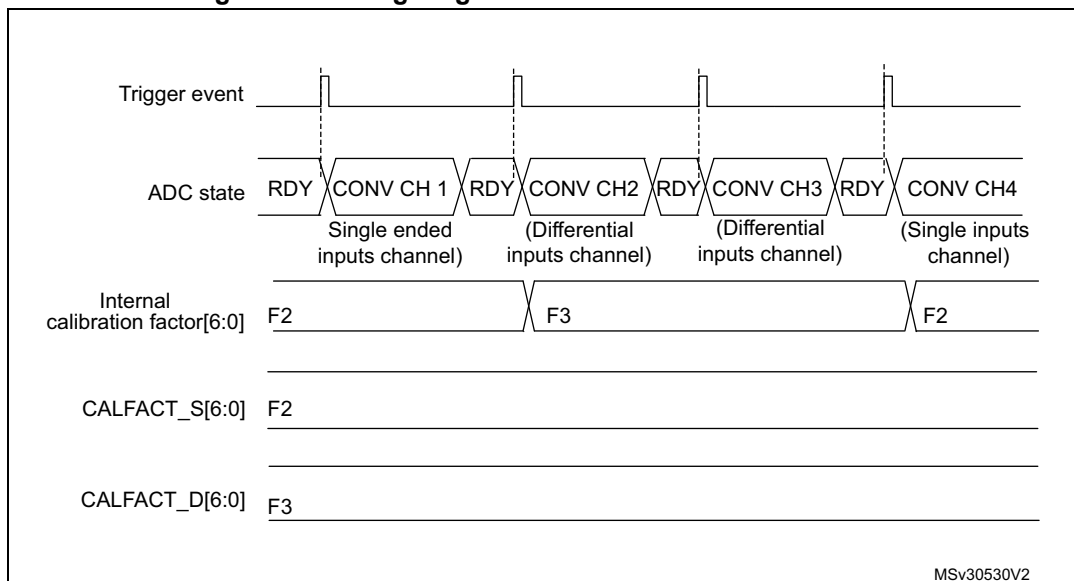 Trigger event
ADC state
RDY
CONV CH 1
RDY
CONV CH2
RDY
CONV CH3
RDY
CONV CH4
Single ended
inputs channel)
(Differential
inputs channel)
(Differential
inputs channel)
(Single inputs
channel)
Internal
calibration factor[6:0]
F2
F3
F2
CALFACT_S[6:0]
F2
CALFACT_D[6:0]
F3
MSv30530V2